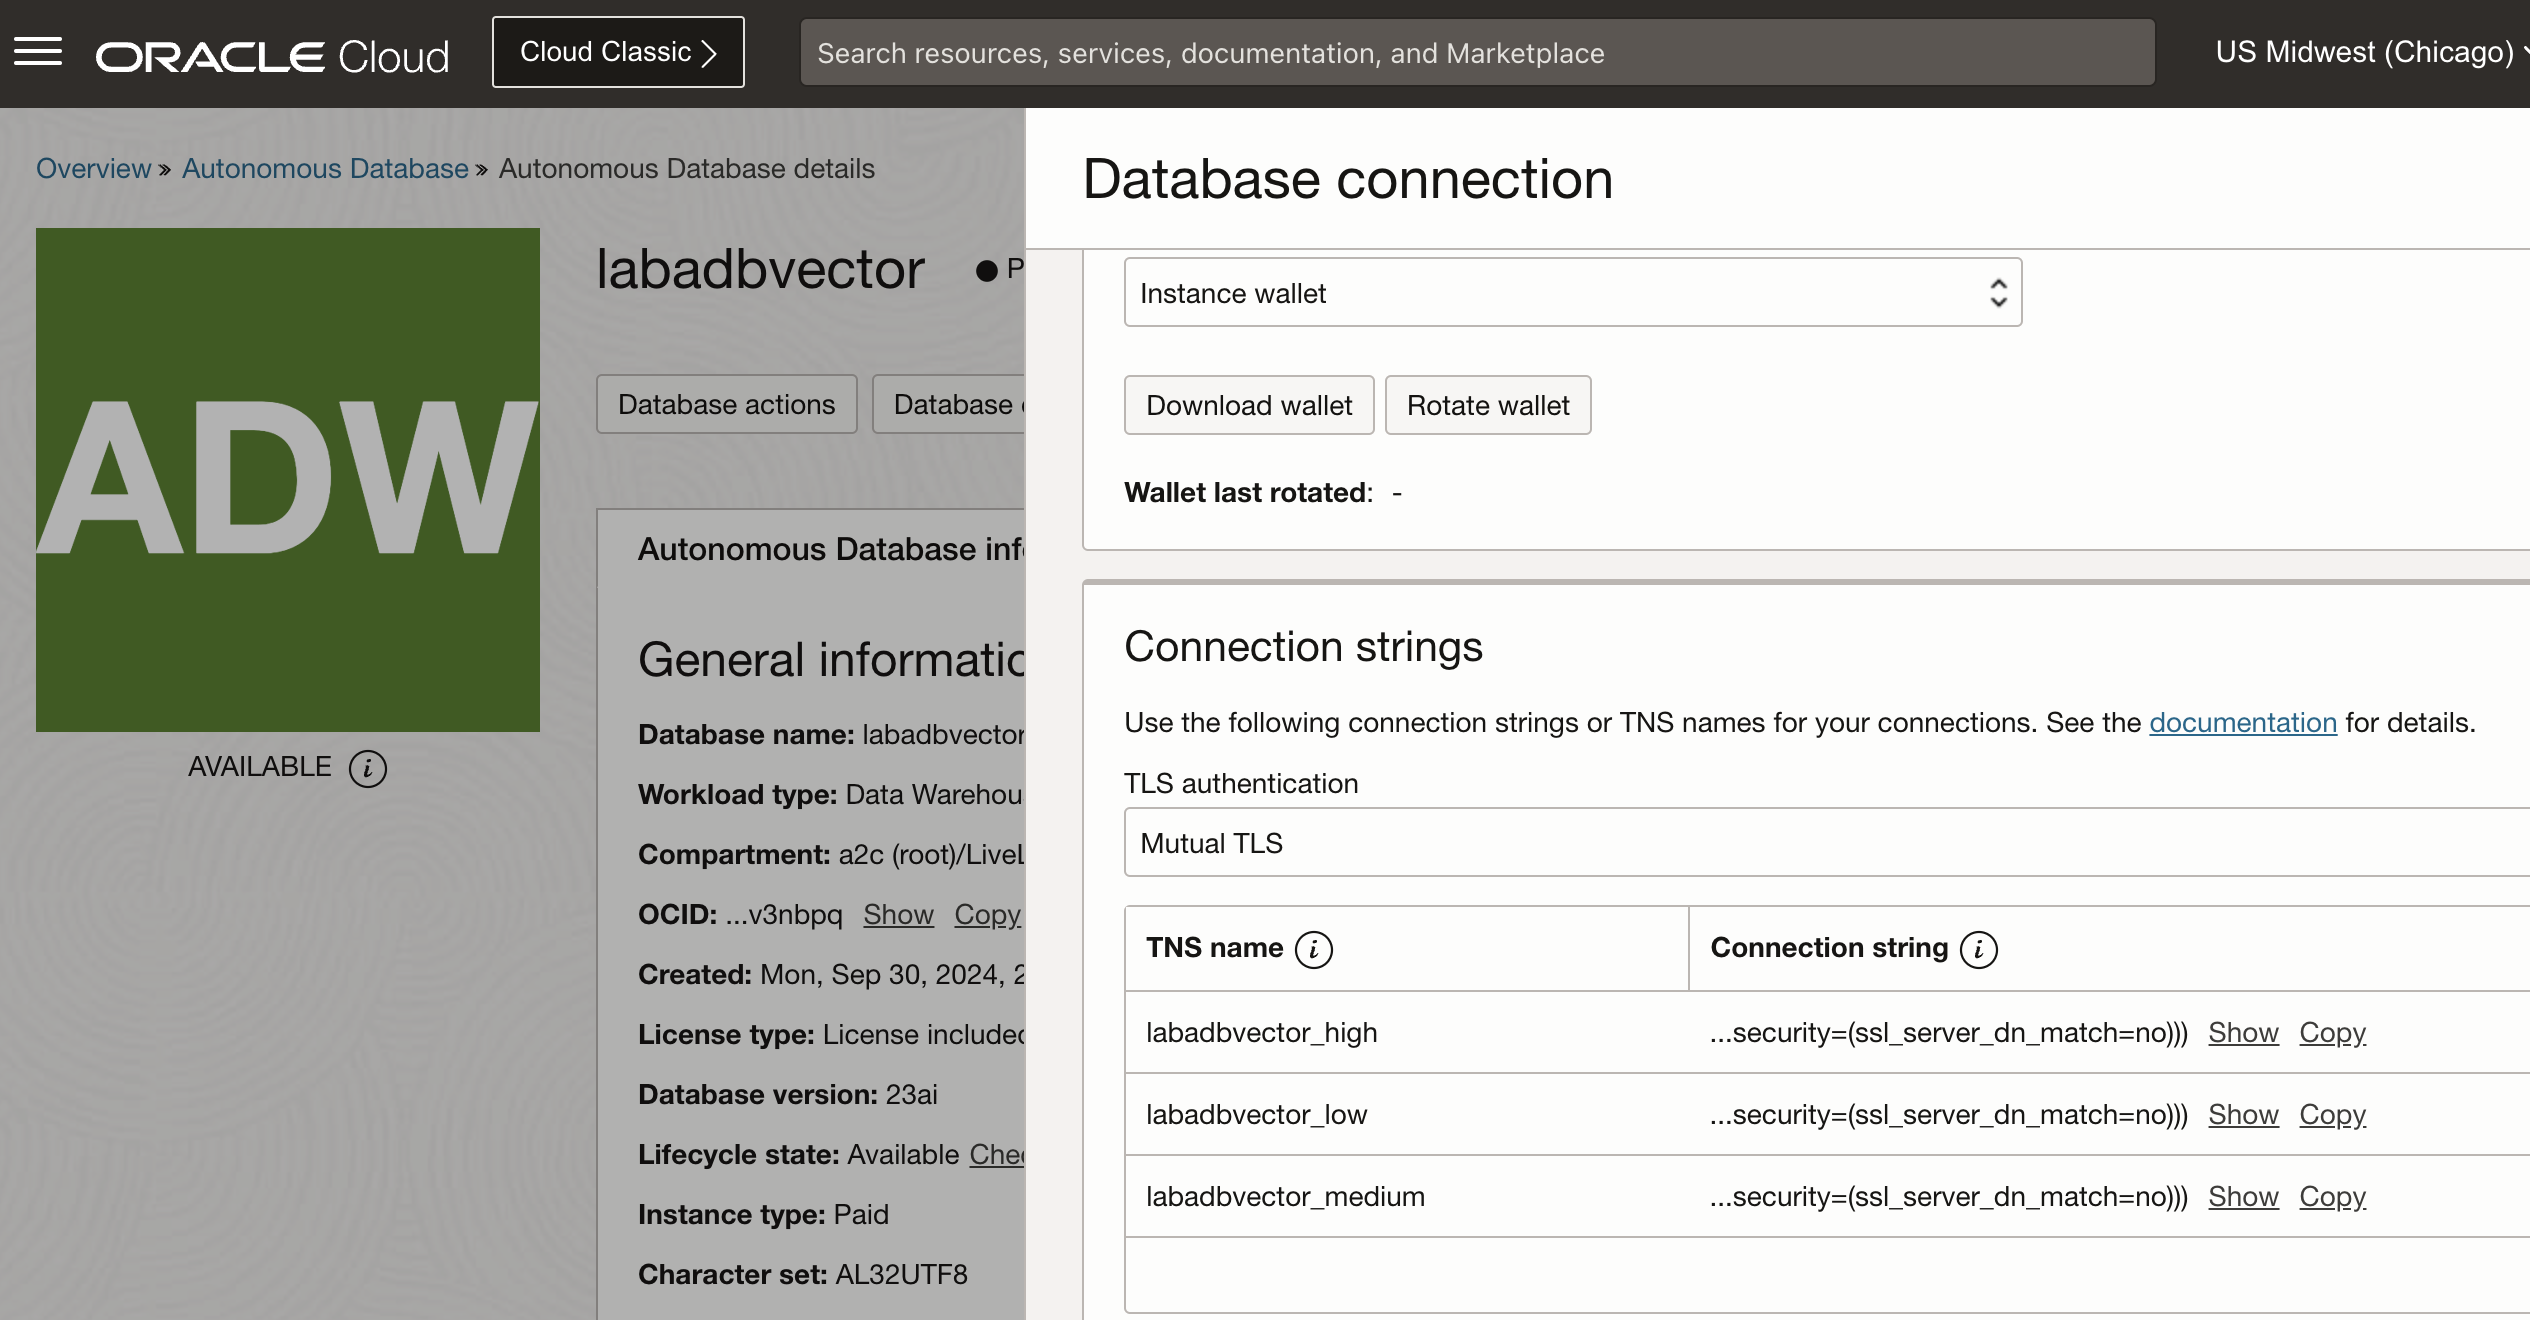 ORACLE Cloud
Cloud Classic
Search resources, services, documentation, and Marketplace
US Midwest (Chicago)
Overview » Autonomous Database » Autonomous Database details
ADW
AVAILABLE i
labadbvector ● P
Database actions
Database
Autonomous Database inf
General informatio
Database name: labadbvector
Workload type: Data Warehou
Compartment: a2c (root)/LiveL
OCID: ...v3nbpq Show Copy
Created: Mon, Sep 30, 2024, 2
License type: License included
Database version: 23ai
Lifecycle state: Available Chec
Instance type: Paid
Character set: AL32UTF8
Database connection
Instance wallet
Download wallet
Rotate wallet
Wallet last rotated: -
Connection strings
Use the following connection strings or TNS names for your connections. See the documentation for details.
TLS authentication
Mutual TLS
TNS name i Connection string i
labadbvector_high ...security=(ssl_server_dn_match=no))) Show Copy
labadbvector_low ...security=(ssl_server_dn_match=no))) Show Copy
labadbvector_medium ...security=(ssl_server_dn_match=no))) Show Copy